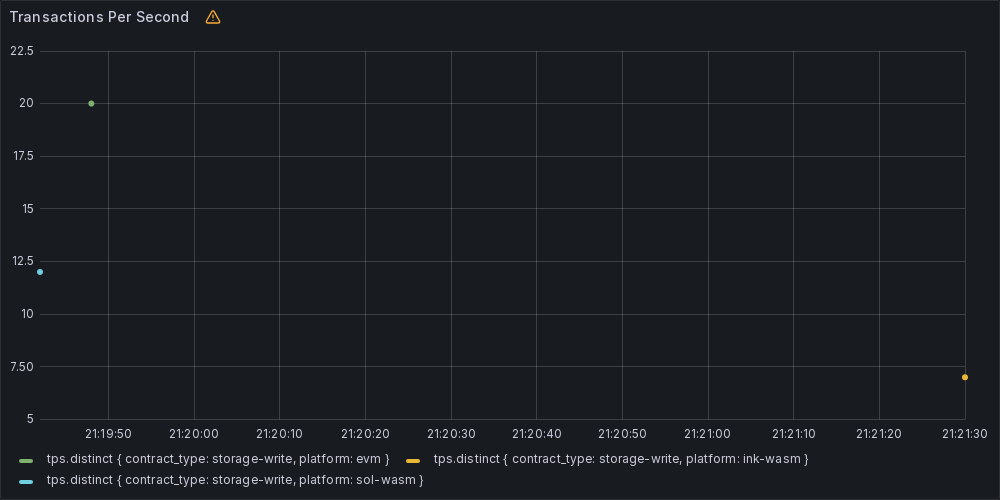 Transactions Per Second
22.5
20
17.5
15
12.5
10
7.50
5
21:19:50 21:20:00 21:20:10 21:20:20 21:20:30 21:20:40 21:20:50 21:21:00 21:21:10 21:21:20 21:21:30
tps.distinct { contract_type: storage-write, platform: evm } tps.distinct { contract_type: storage-write, platform: ink-wasm }
tps.distinct { contract_type: storage-write, platform: sol-wasm }